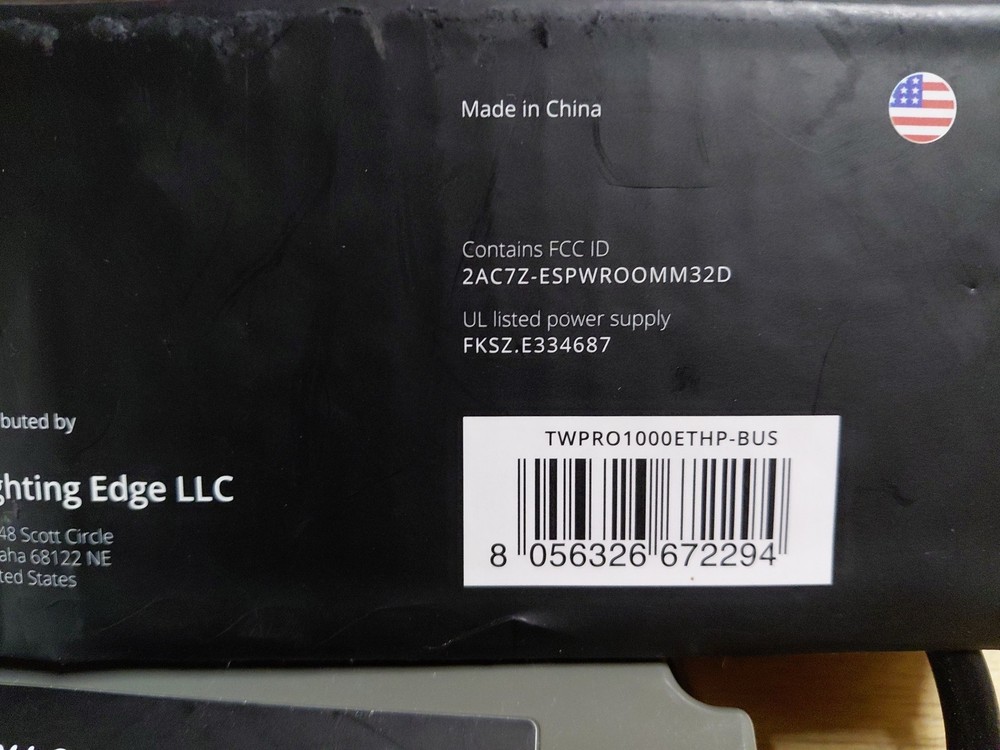 Made in China
Contains FCC ID
2AC7Z-ESPWROOMM32D
UL listed power supply
FKSZ.E334687
buted by
ghting Edge LLC
48 Scott Circle
aha 68122 NE
ted States
TWPRO1000ETHP-BUS
8 056326 672294